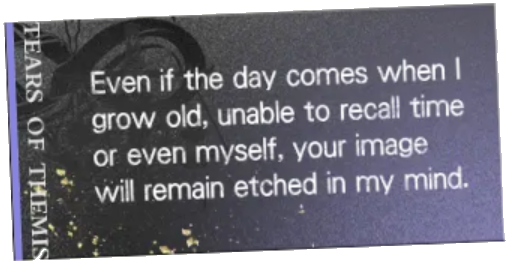 TEARS OF THEMIS
Even if the day comes when I
grow old, unable to recall time
or even myself, your image
will remain etched in my mind.